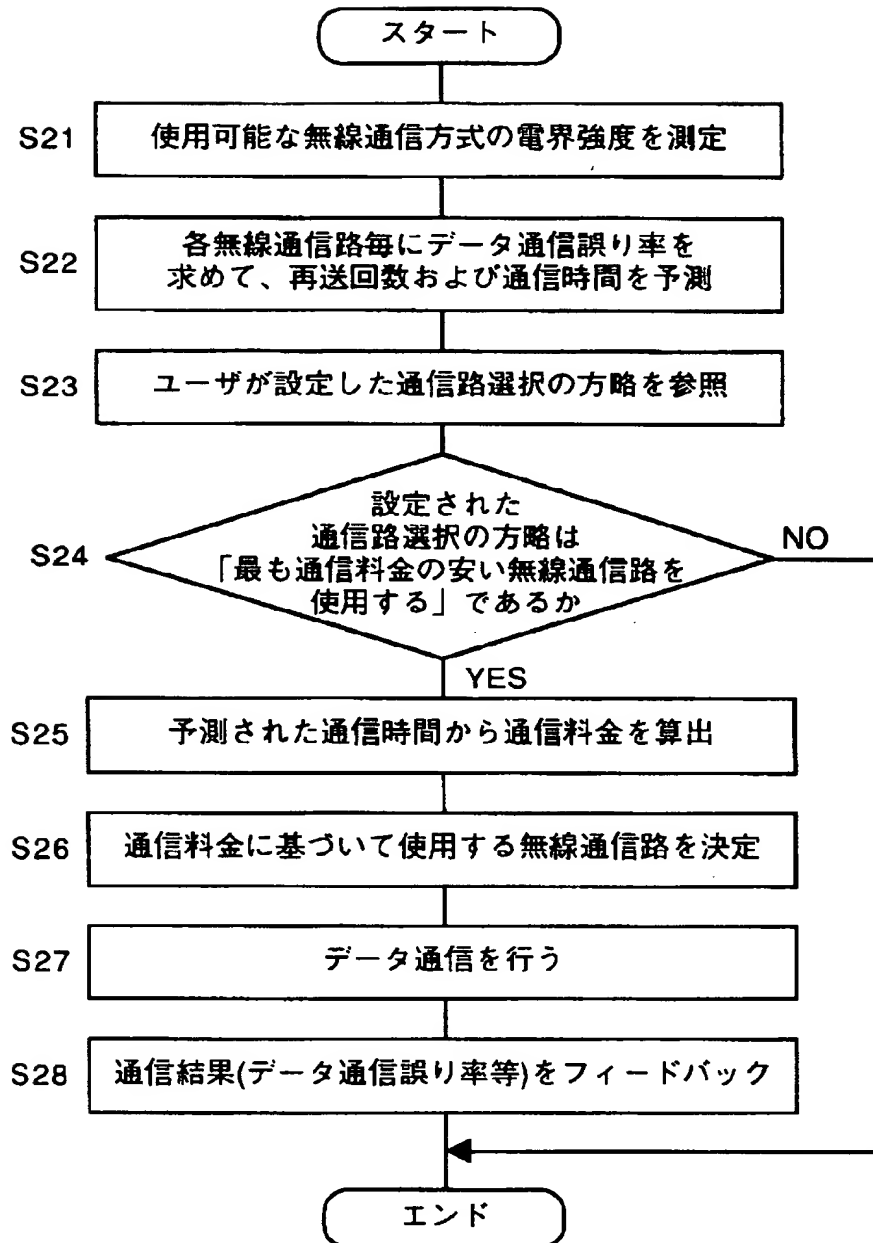 スタート
S21
使用可能な無線通信方式の電界強度を測定
S22
各無線通信路毎にデータ通信誤り率を
求めて、再送回数および通信時間を予測
S23
ユーザが設定した通信路選択の方略を参照
S24
設定された
通信路選択の方略は
「最も通信料金の安い無線通信路を
使用する」であるか
NO
YES
S25
予測された通信時間から通信料金を算出
S26
通信料金に基づいて使用する無線通信路を決定
S27
データ通信を行う
S28
通信結果(データ通信誤り率等)をフィードバック
エンド